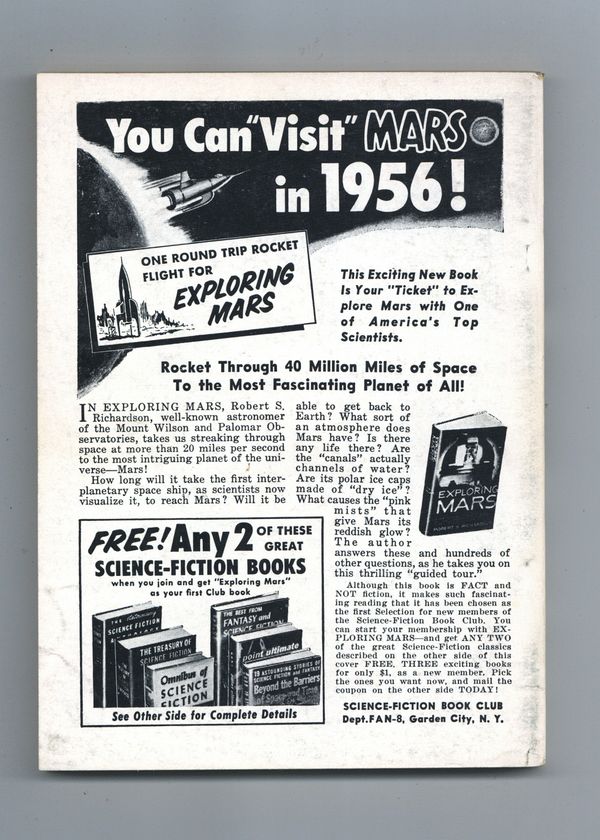 You Can "Visit" MARS
in 1956!
ONE ROUND TRIP ROCKET
FLIGHT FOR
EXPLORING
MARS
This Exciting New Book
Is Your "Ticket" to Ex-
plore Mars with One
of America's Top
Scientists.
Rocket Through 40 Million Miles of Space
To the Most Fascinating Planet of All!
IN EXPLORING MARS, Robert S.
Richardson, well-known astronomer
of the Mount Wilson and Palomar Ob-
servatories, takes us streaking through
space at more than 20 miles per second
to the most intriguing planet of the uni-
verse—Mars!
How long will it take the first inter-
planetary space ship, as scientists now
visualize it, to reach Mars? Will it be
able to get back to
Earth? What sort of
an atmosphere does
Mars have? Is there
any life there? Are
the "canals" actually
channels of water?
Are its polar ice caps
made of "dry ice"?
What causes the "pink
mists" that
give Mars its
reddish glow?
The author
answers these and hundreds of
other questions, as he takes you on
this thrilling "guided tour."
Although this book is FACT and
NOT fiction, it makes such fascinat-
ing reading that it has been chosen as
the first Selection for new members of
the Science-Fiction Book Club. You
can start your membership with EX-
PLORING MARS—and get ANY TWO
of the great Science-Fiction classics
described on the other side of this
cover FREE. THREE exciting books
for only $1, as a new member. Pick
the ones you want now, and mail the
coupon on the other side TODAY!
SCIENCE-FICTION BOOK CLUB
Dept.FAN-8, Garden City, N. Y.
EXPLORING
MARS
ROBERT S. RICHARDSON
FREE! Any 2 OF THESE
GREAT
SCIENCE-FICTION BOOKS
when you join and get "Exploring Mars"
as your first Club book
THE Astounding
SCIENCE FICTION
THE TREASURY OF
SCIENCE FICTION
Omnibus of
SCIENCE
FICTION
THE BEST FROM
FANTASY and
SCIENCE FICTION
point ultimate
19 ASTOUNDING STORIES OF
SCIENCE FICTION and FANTASY
Beyond the Barriers
of Space and Time
See Other Side for Complete Details